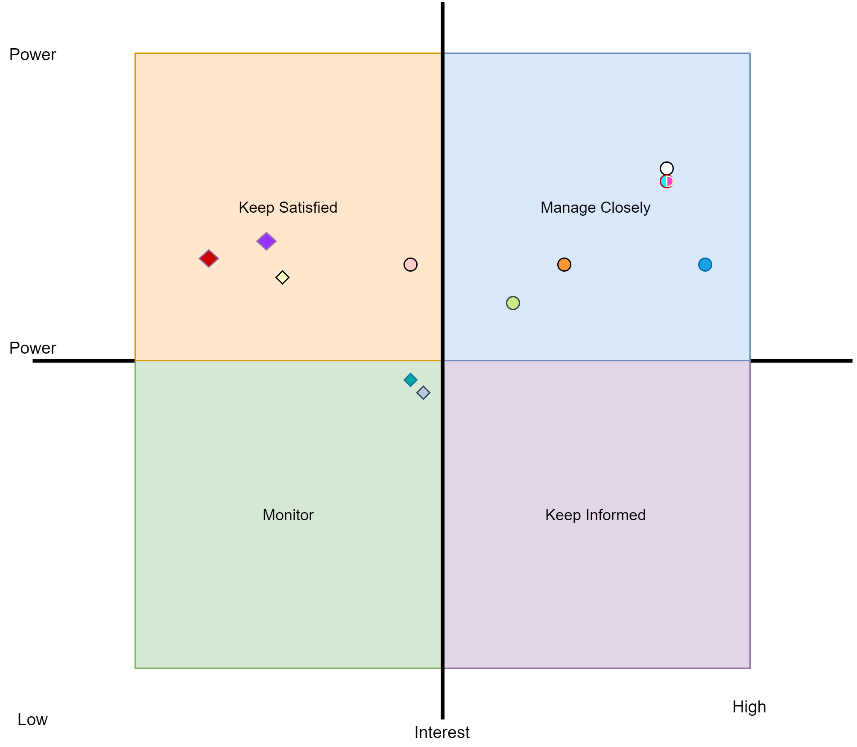 Power
Keep Satisfied
Manage Closely
Power
Monitor
Keep Informed
High
Low
Interest